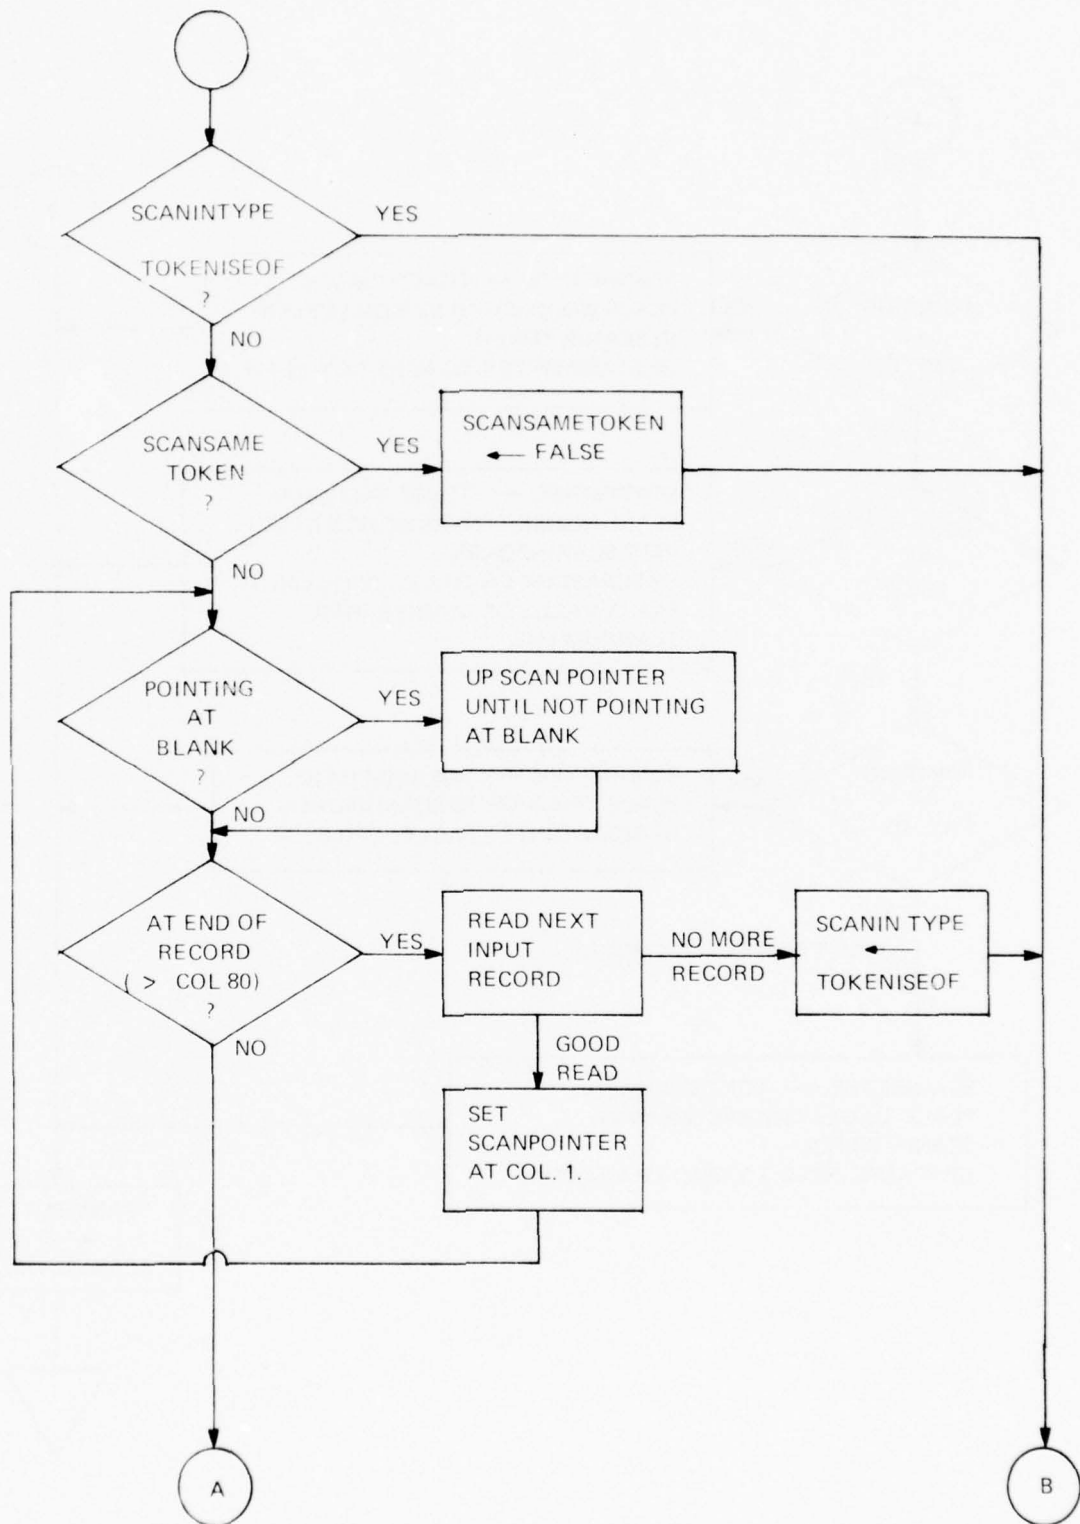 SCANINTYPE
TOKENISEOF
?
YES
NO
SCANSAME
TOKEN
?
YES
SCANSAMETOKEN
← FALSE
NO
POINTING
AT
BLANK
?
YES
UP SCAN POINTER
UNTIL NOT POINTING
AT BLANK
NO
AT END OF
RECORD
( > COL 80)
?
YES
READ NEXT
INPUT
RECORD
NO MORE
RECORD
SCANIN TYPE
←
TOKENISEOF
NO
GOOD
READ
SET
SCANPOINTER
AT COL. 1.
A
B